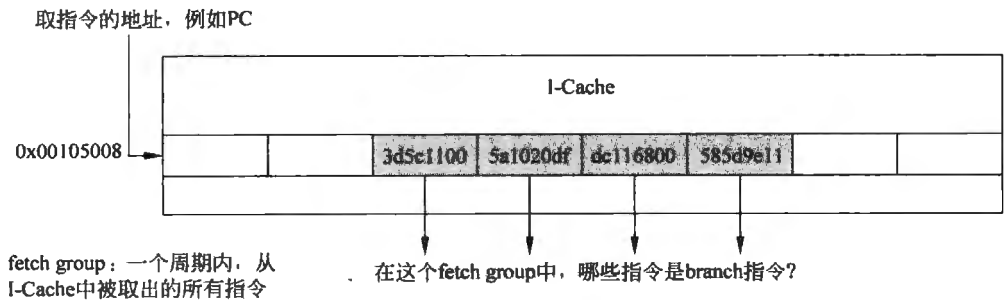 取指令的地址，例如PC
I-Cache
0x00105008
3d5c1100 5a1020df dc116800 585d9e11
fetch group：一个周期内，从
I-Cache中被取出的所有指令
在这个fetch group中，哪些指令是branch指令？